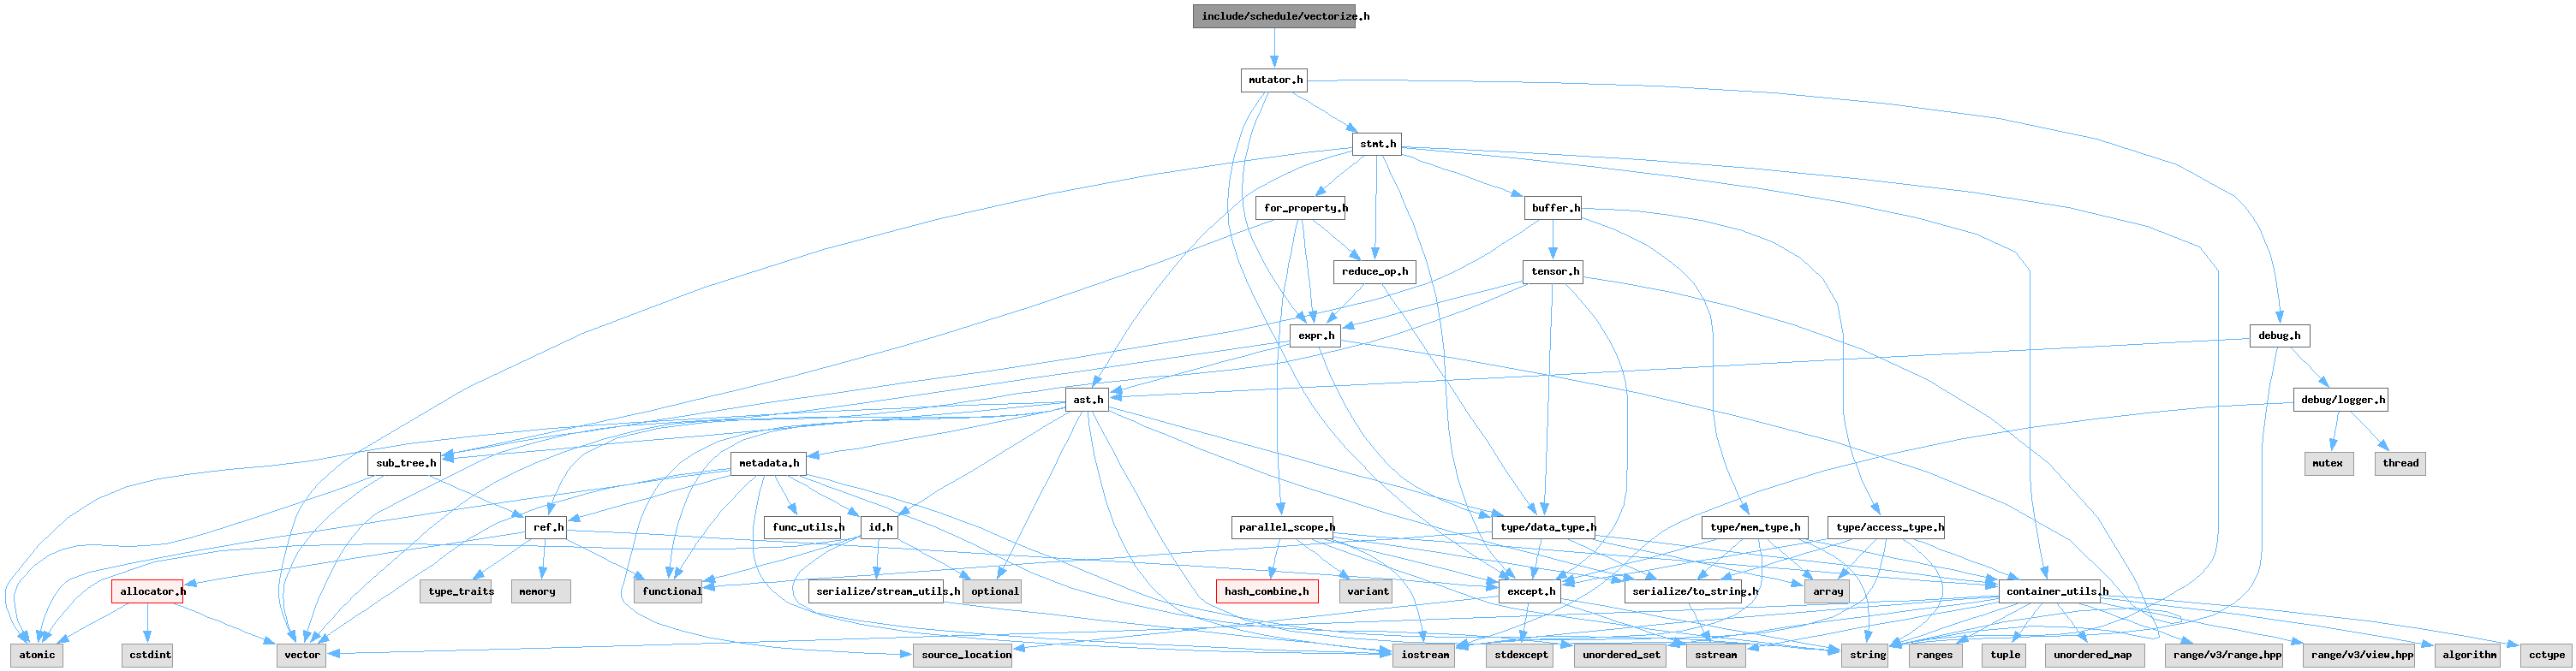 include/schedule/vectorize.h
mutator.h
stmt.h
for_property.h
buffer.h
reduce_op.h
tensor.h
expr.h
debug.h
ast.h
debug/logger.h
sub_tree.h
metadata.h
mutex
thread
ref.h
func_utils.h
id.h
parallel_scope.h
type/data_type.h
type/mem_type.h
type/access_type.h
allocator.h
type_traits
memory
functional
serialize/stream_utils.h
optional
hash_combine.h
variant
except.h
serialize/to_string.h
array
container_utils.h
atomic
cstdint
vector
source_location
iostream
stdexcept
unordered_set
sstream
string
ranges
tuple
unordered_map
range/v3/range.hpp
range/v3/view.hpp
algorithm
cctype